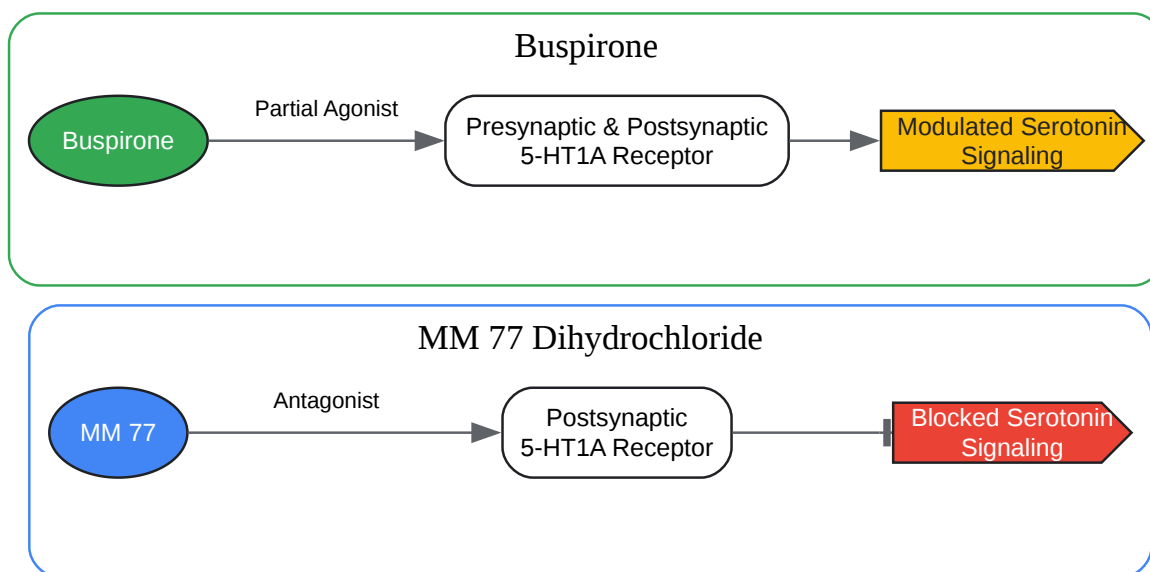 Buspirone
Buspirone
Partial Agonist
Presynaptic & Postsynaptic
5-HT1A Receptor
Modulated Serotonin
Signaling
MM 77 Dihydrochloride
MM 77
Antagonist
Postsynaptic
5-HT1A Receptor
Blocked Serotonin
Signaling